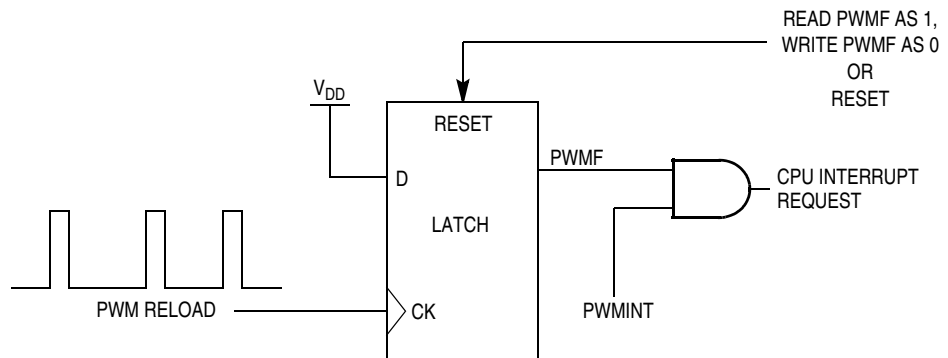 READ PWMF AS 1,
WRITE PWMF AS 0
OR
RESET
VDD
RESET
PWMF
D
CPU INTERRUPT
REQUEST
LATCH
PWM RELOAD
CK
PWMINT